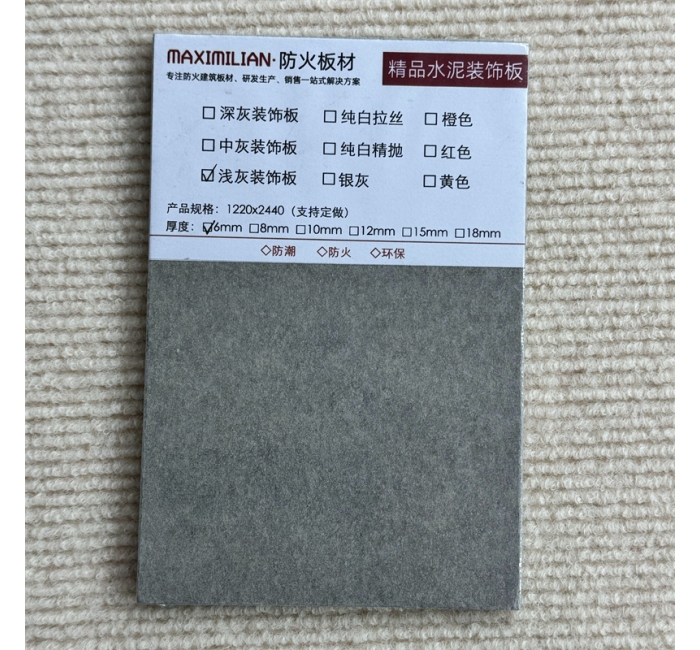 MAXIMILIAN·防火板材
精品水泥装饰板
专注防火建筑板材、研发生产、销售一站式解决方案
□深灰装饰板 □纯白拉丝 □橙色
□中灰装饰板 □纯白精抛 □红色
☑浅灰装饰板 □银灰 □黄色
产品规格：1220x2440（支持定做）
厚度：☑6mm □8mm □10mm □12mm □15mm □18mm
◇防潮 ◇防火 ◇环保